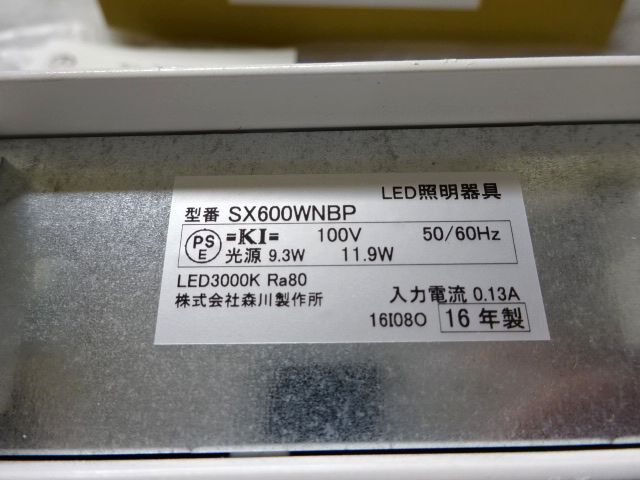 LED照明器具
型番 SX600WNBP
PS E =KI= 100V 50/60Hz
光源 9.3W 11.9W
LED3000K Ra80
株式会社森川製作所 入力電流 0.13A
16I08O 16年製